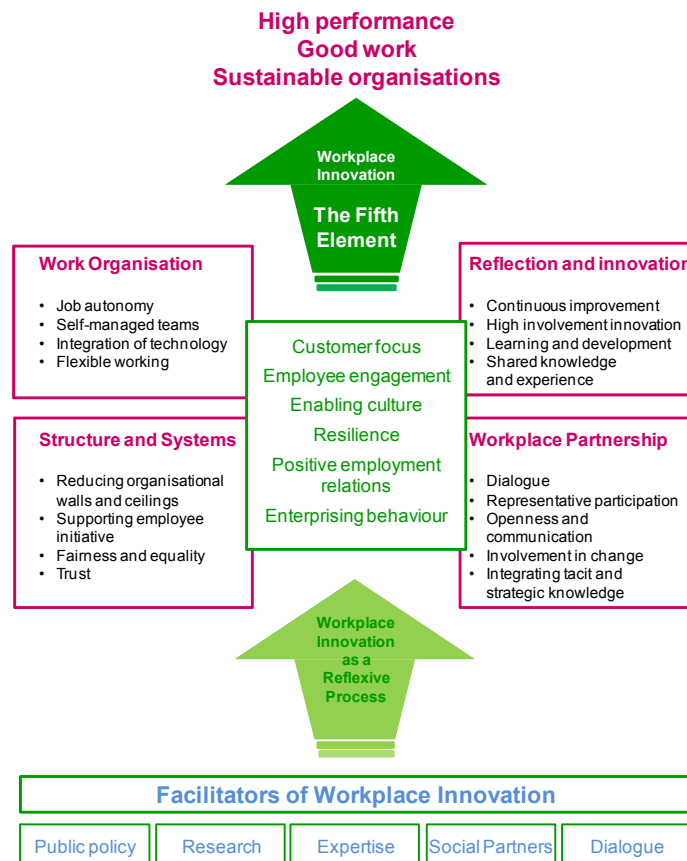 High performance
Good work
Sustainable organisations
Workplace
Innovation
The Fifth
Element
Work Organisation
• Job autonomy
• Self-managed teams
• Integration of technology
• Flexible working
Reflection and innovation
• Continuous improvement
• High involvement innovation
• Learning and development
• Shared knowledge
and experience
Customer focus
Employee engagement
Enabling culture
Resilience
Positive employment
relations
Enterprising behaviour
Structure and Systems
• Reducing organisational
walls and ceilings
• Supporting employee
initiative
• Fairness and equality
• Trust
Workplace Partnership
• Dialogue
• Representative participation
• Openness and
communication
• Involvement in change
• Integrating tacit and
strategic knowledge
Workplace
Innovation
as a
Reflexive
Process
Facilitators of Workplace Innovation
Public policy
Research
Expertise
Social Partners
Dialogue